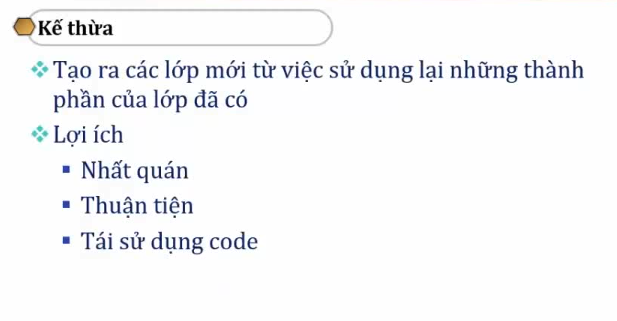 Kế thừa
Tạo ra các lớp mới từ việc sử dụng lại những thành
phần của lớp đã có
Lợi ích
Nhất quán
Thuận tiện
Tái sử dụng code